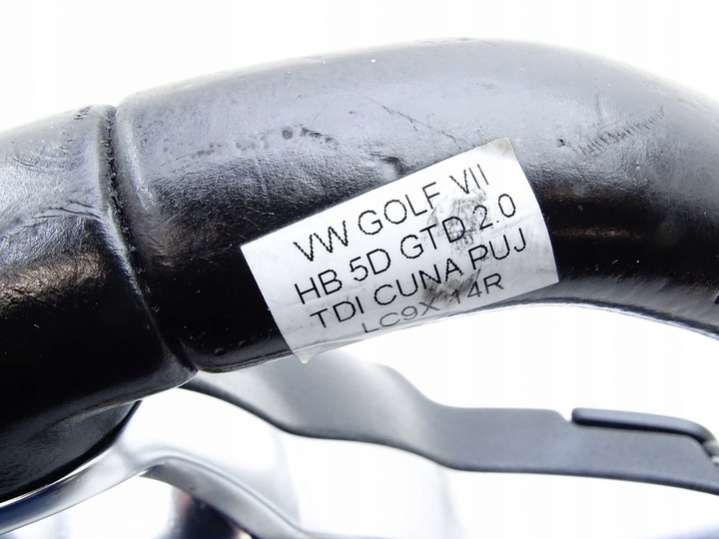 VW GOLF VII
HB 5D GTD 2.0
TDI CUNA PUJ
LC9X 14R